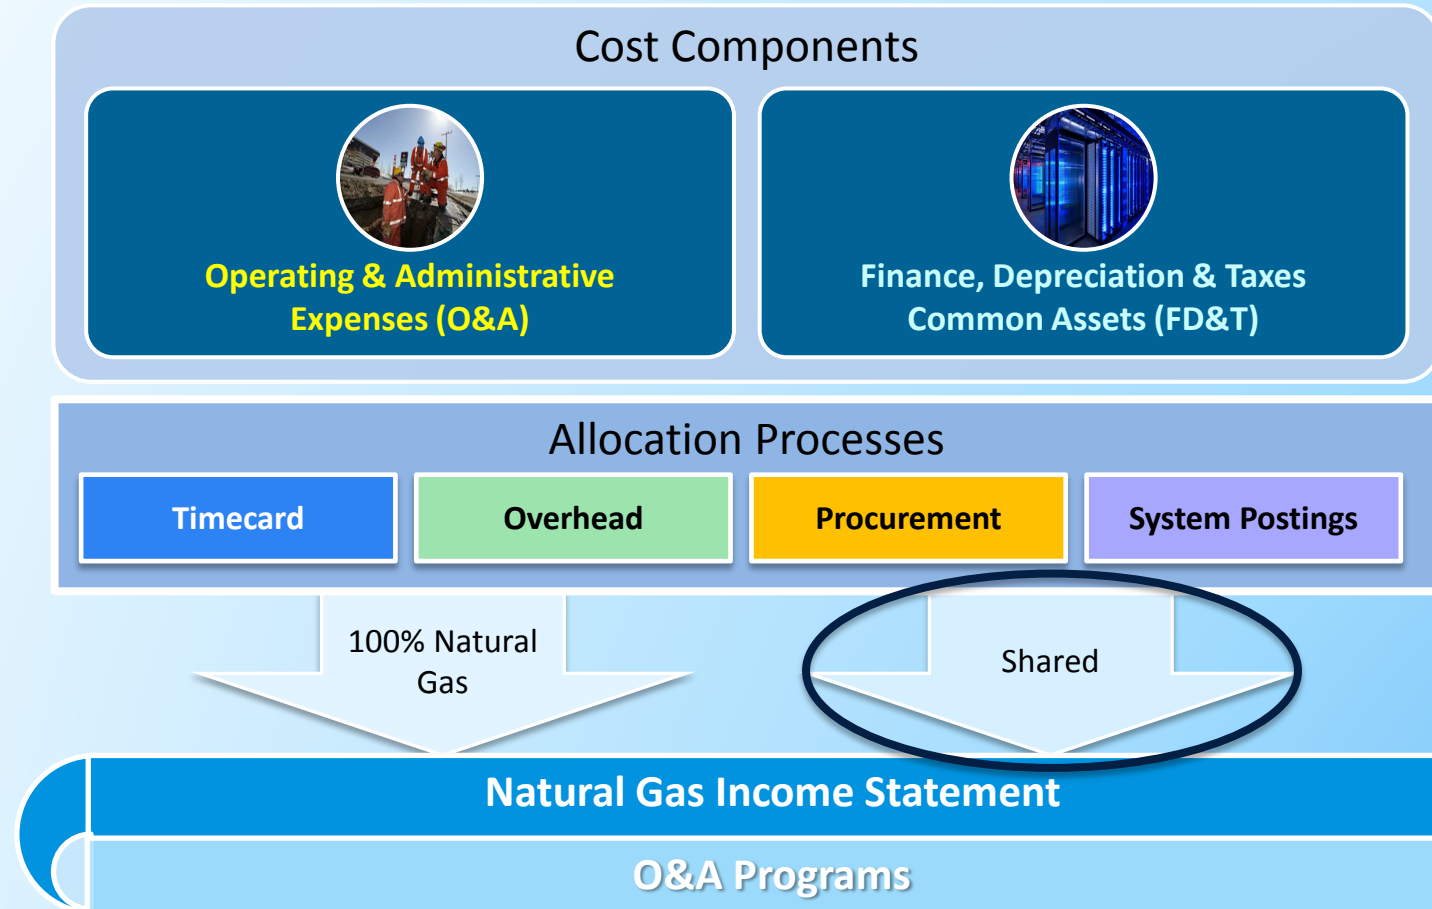 Cost Components
Operating & Administrative
Expenses (O&A)
Finance, Depreciation & Taxes
Common Assets (FD&T)
Allocation Processes
Timecard
Overhead
Procurement
System Postings
100% Natural
Gas
Shared
Natural Gas Income Statement
O&A Programs